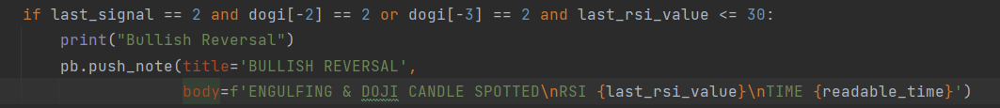 if last_signal == 2 and dogi[-2] == 2 or dogi[-3] == 2 and last_rsi_value <= 30:
print("Bullish Reversal")
pb.push_note(title='BULLISH REVERSAL',
body=f'ENGULFING & DOJI CANDLE SPOTTED\nRSI {last_rsi_value}\nTIME {readable_time}')